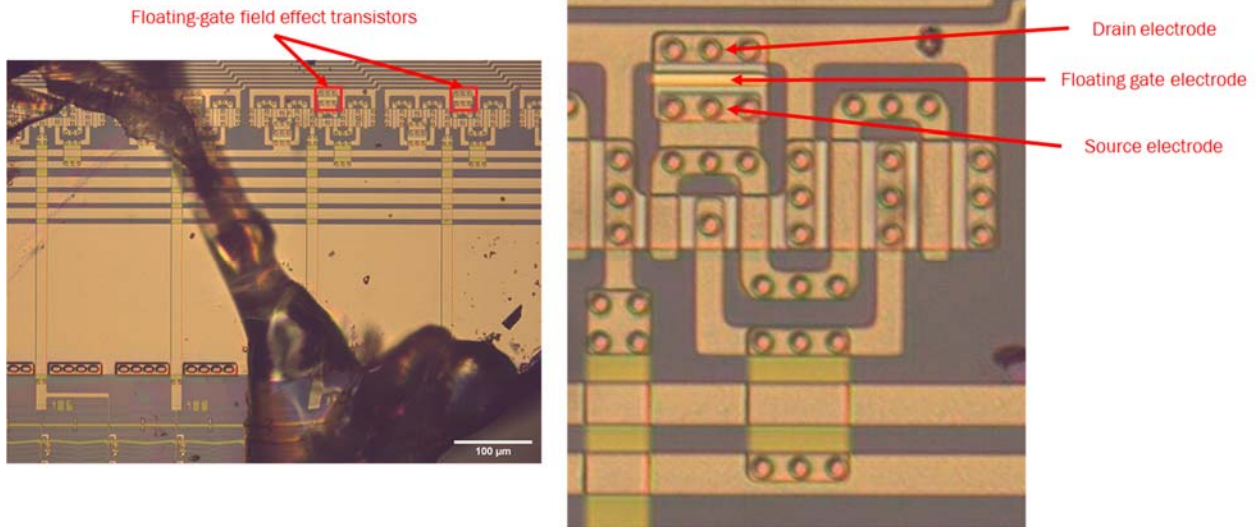 Floating-gate field effect transistors
Drain electrode
Floating gate electrode
Source electrode
100 μm